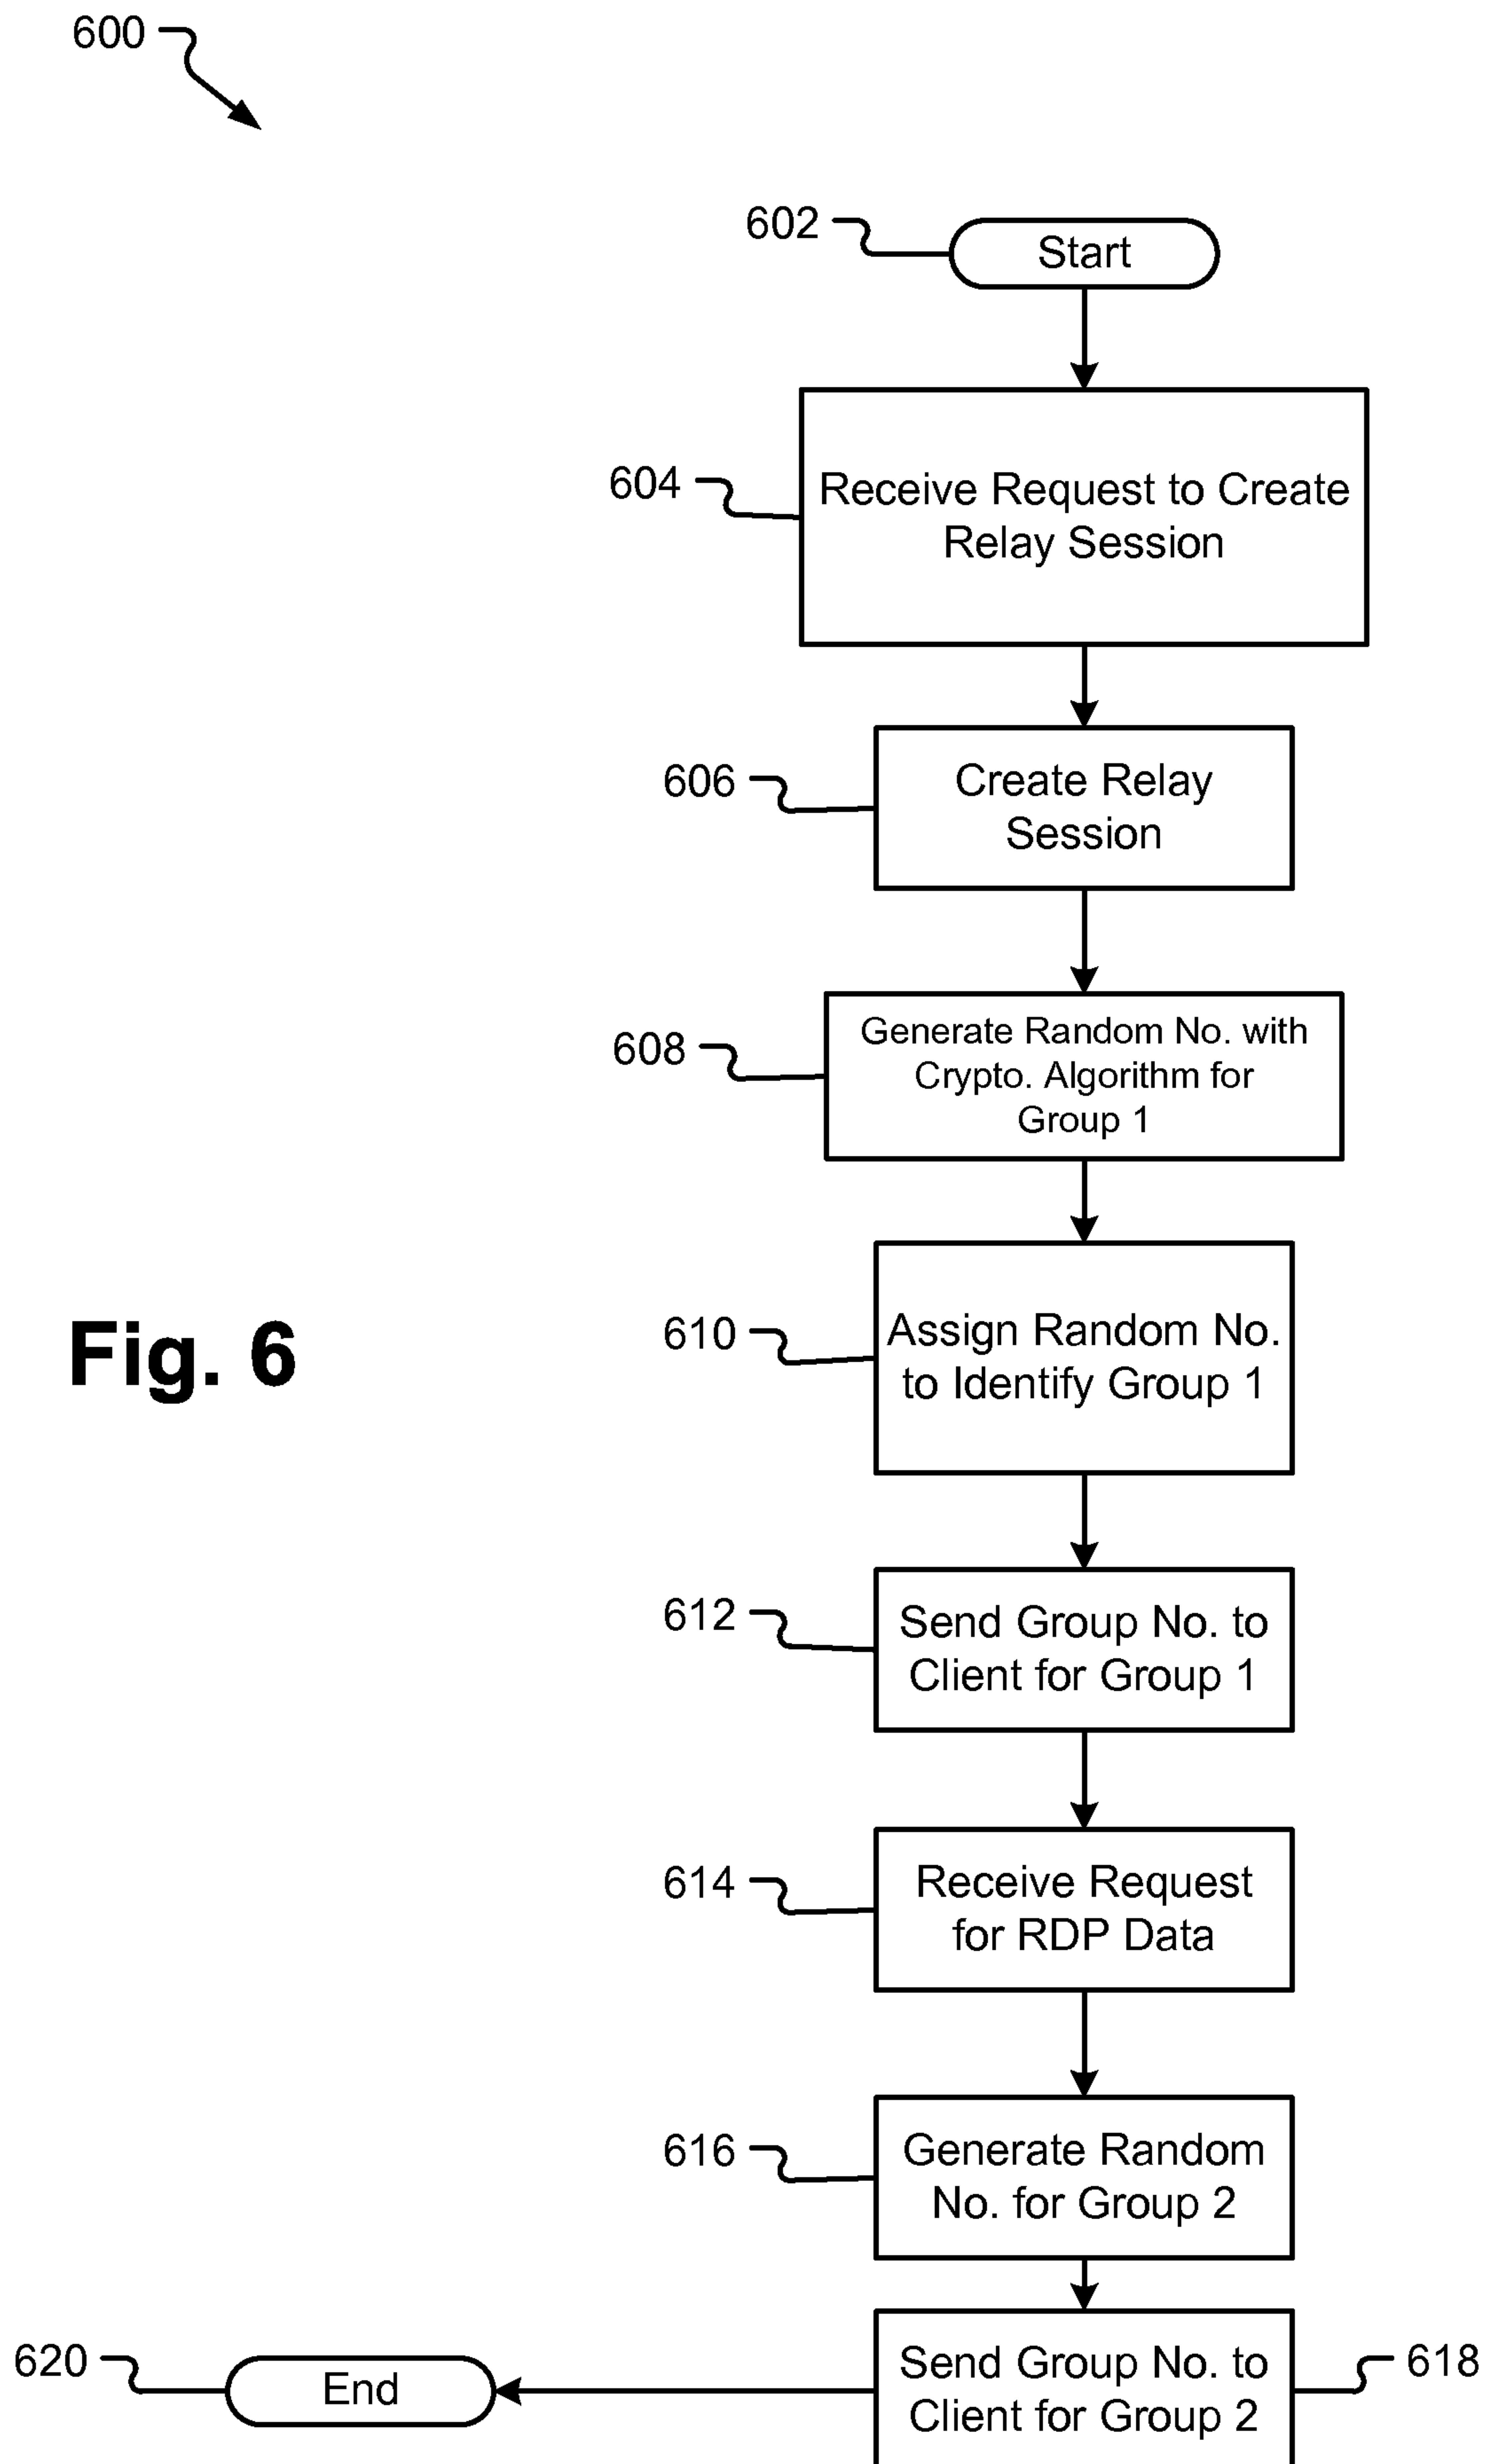 600
602
Start
604
Receive Request to Create
Relay Session
606
Create Relay
Session
608
Generate Random No. with
Crypto. Algorithm for
Group 1
Fig. 6
610
Assign Random No.
to Identify Group 1
612
Send Group No. to
Client for Group 1
614
Receive Request
for RDP Data
616
Generate Random
No. for Group 2
620
End
Send Group No. to
Client for Group 2
618